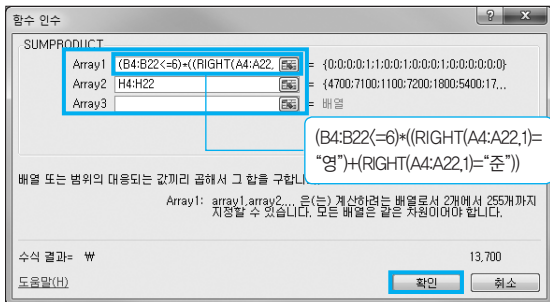 함수 인수
SUMPRODUCT
Array1 (B4:B22<=6)*((RIGHT(A4:A22, = {0;0;0;0;1;1;0;0;1;0;0;0;1;0;0;0;0;0;0}
Array2 H4:H22 = {4700;7100;1100;7200;1800;5400;17...
Array3 = 배열
(B4:B22<=6)*((RIGHT(A4:A22,1)=
“영”)+(RIGHT(A4:A22,1)=“준”))
배열 또는 범위의 대응되는 값끼리 곱해서 그 합을 구합니
Array1: array1,array2,... 은(는) 계산하려는 배열로서 2개에서 255개까지
지정할 수 있습니다. 모든 배열은 같은 차원이어야 합니다.
수식 결과= ₩ 13,700
도움말(H) 확인 취소